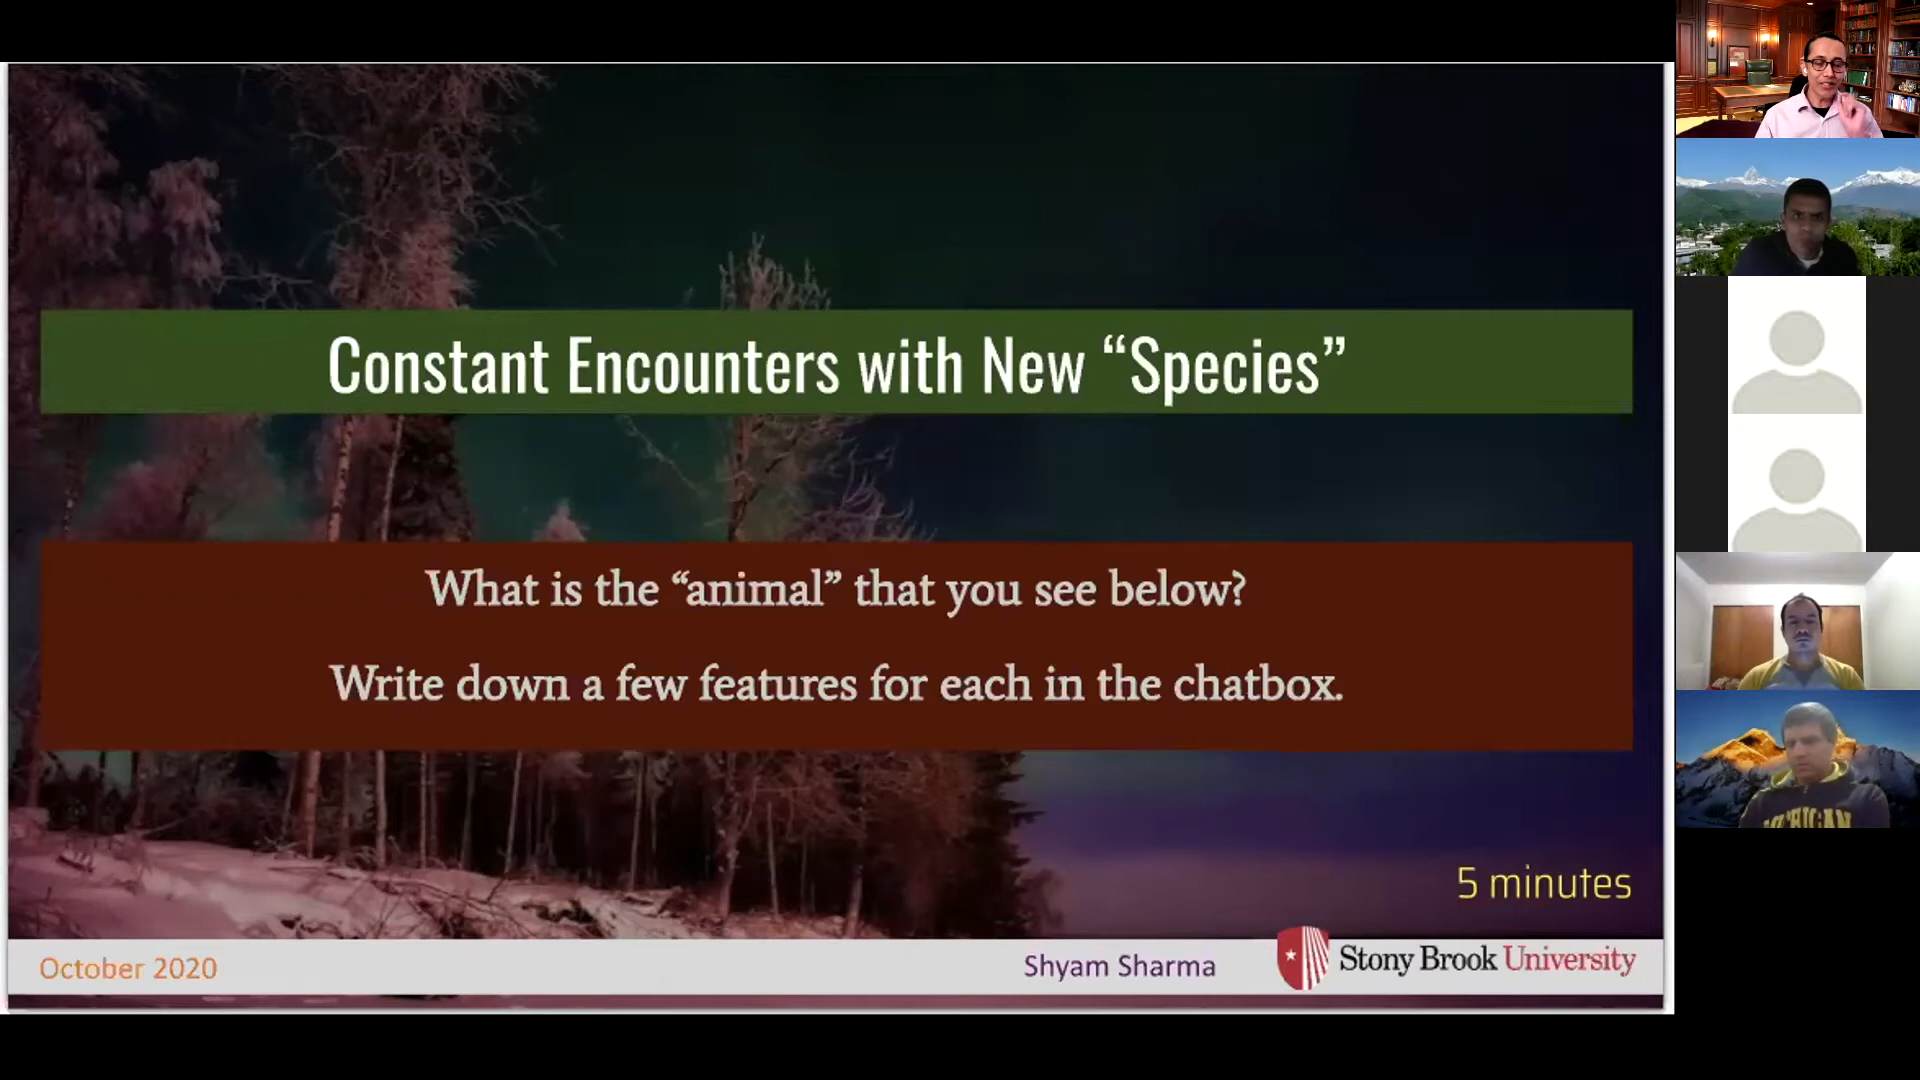 Constant Encounters with New “Species”
What is the “animal” that you see below?
Write down a few features for each in the chatbox.
5 minutes
October 2020
Shyam Sharma
Stony Brook University